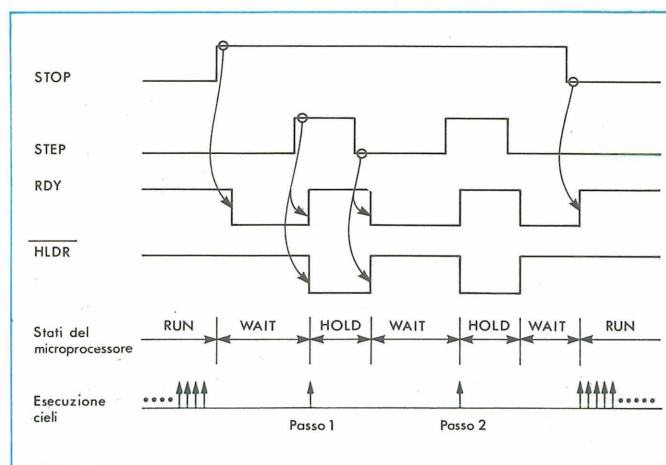 STOP
STEP
RDY
HLDR
Stati del
microprocessore
RUN WAIT HOLD WAIT HOLD WAIT RUN
Esecuzione
cieli
Passo 1 Passo 2